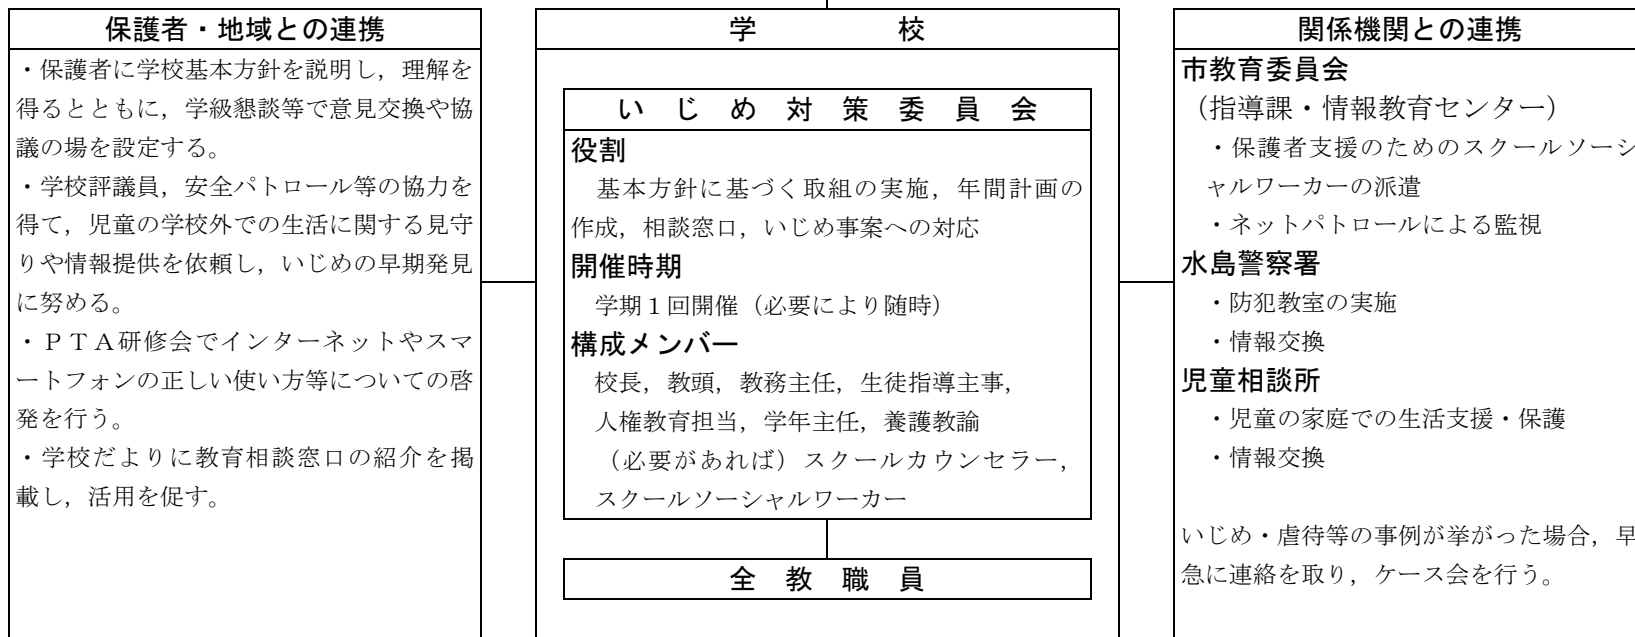 保護者・地域との連携
・保護者に学校基本方針を説明し，理解を
得るとともに，学級懇談等で意見交換や協
議の場を設定する。
・学校評議員，安全パトロール等の協力を
得て，児童の学校外での生活に関する見守
りや情報提供を依頼し，いじめの早期発見
に努める。
・ＰＴＡ研修会でインターネットやスマ
ートフォンの正しい使い方等についての啓
発を行う。
・学校だよりに教育相談窓口の紹介を掲
載し，活用を促す。
学　　　校
いじめ対策委員会
役割
基本方針に基づく取組の実施，年間計画の
作成，相談窓口，いじめ事案への対応
開催時期
学期１回開催（必要により随時）
構成メンバー
校長，教頭，教務主任，生徒指導主事，
人権教育担当，学年主任，養護教諭
（必要があれば）スクールカウンセラー，
スクールソーシャルワーカー
全教職員
関係機関との連携
市教育委員会
（指導課・情報教育センター）
・保護者支援のためのスクールソーシ
ャルワーカーの派遣
・ネットパトロールによる監視
水島警察署
・防犯教室の実施
・情報交換
児童相談所
・児童の家庭での生活支援・保護
・情報交換
いじめ・虐待等の事例が挙がった場合，早
急に連絡を取り，ケース会を行う。